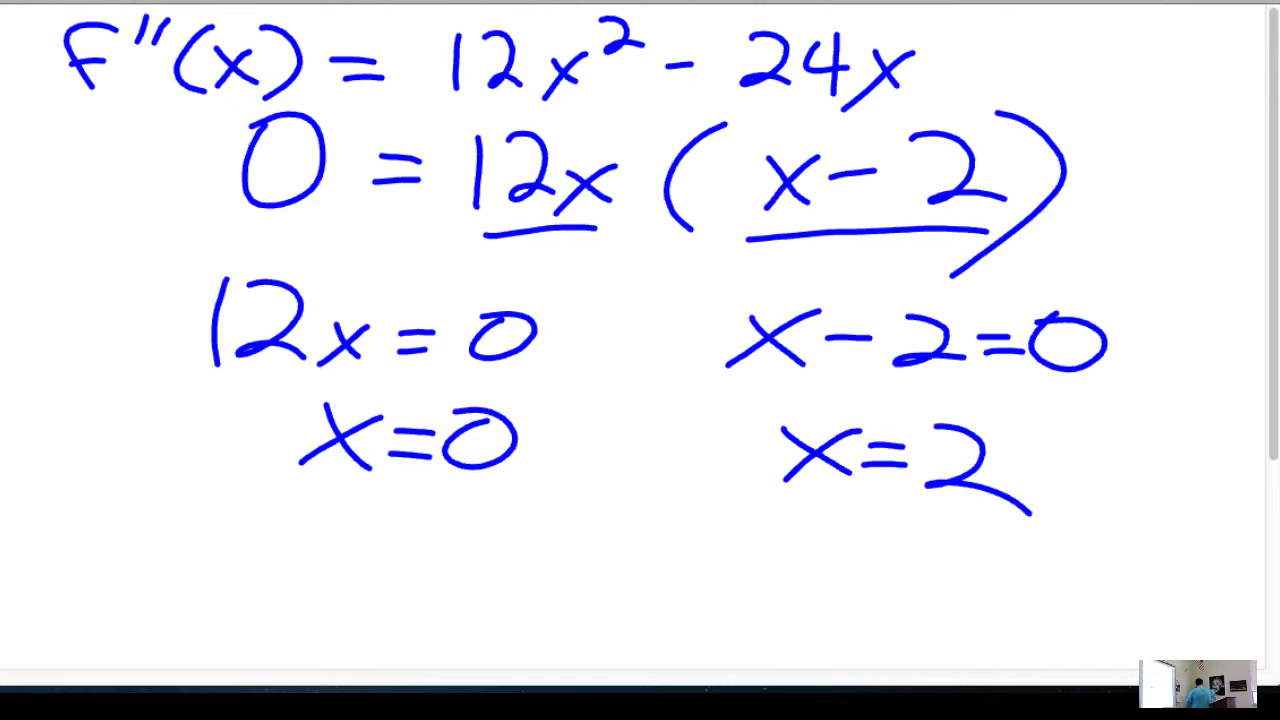 f''(x) = 12x² - 24x
0 = 12x (x - 2)
12x = 0 x - 2 = 0
x = 0 x = 2